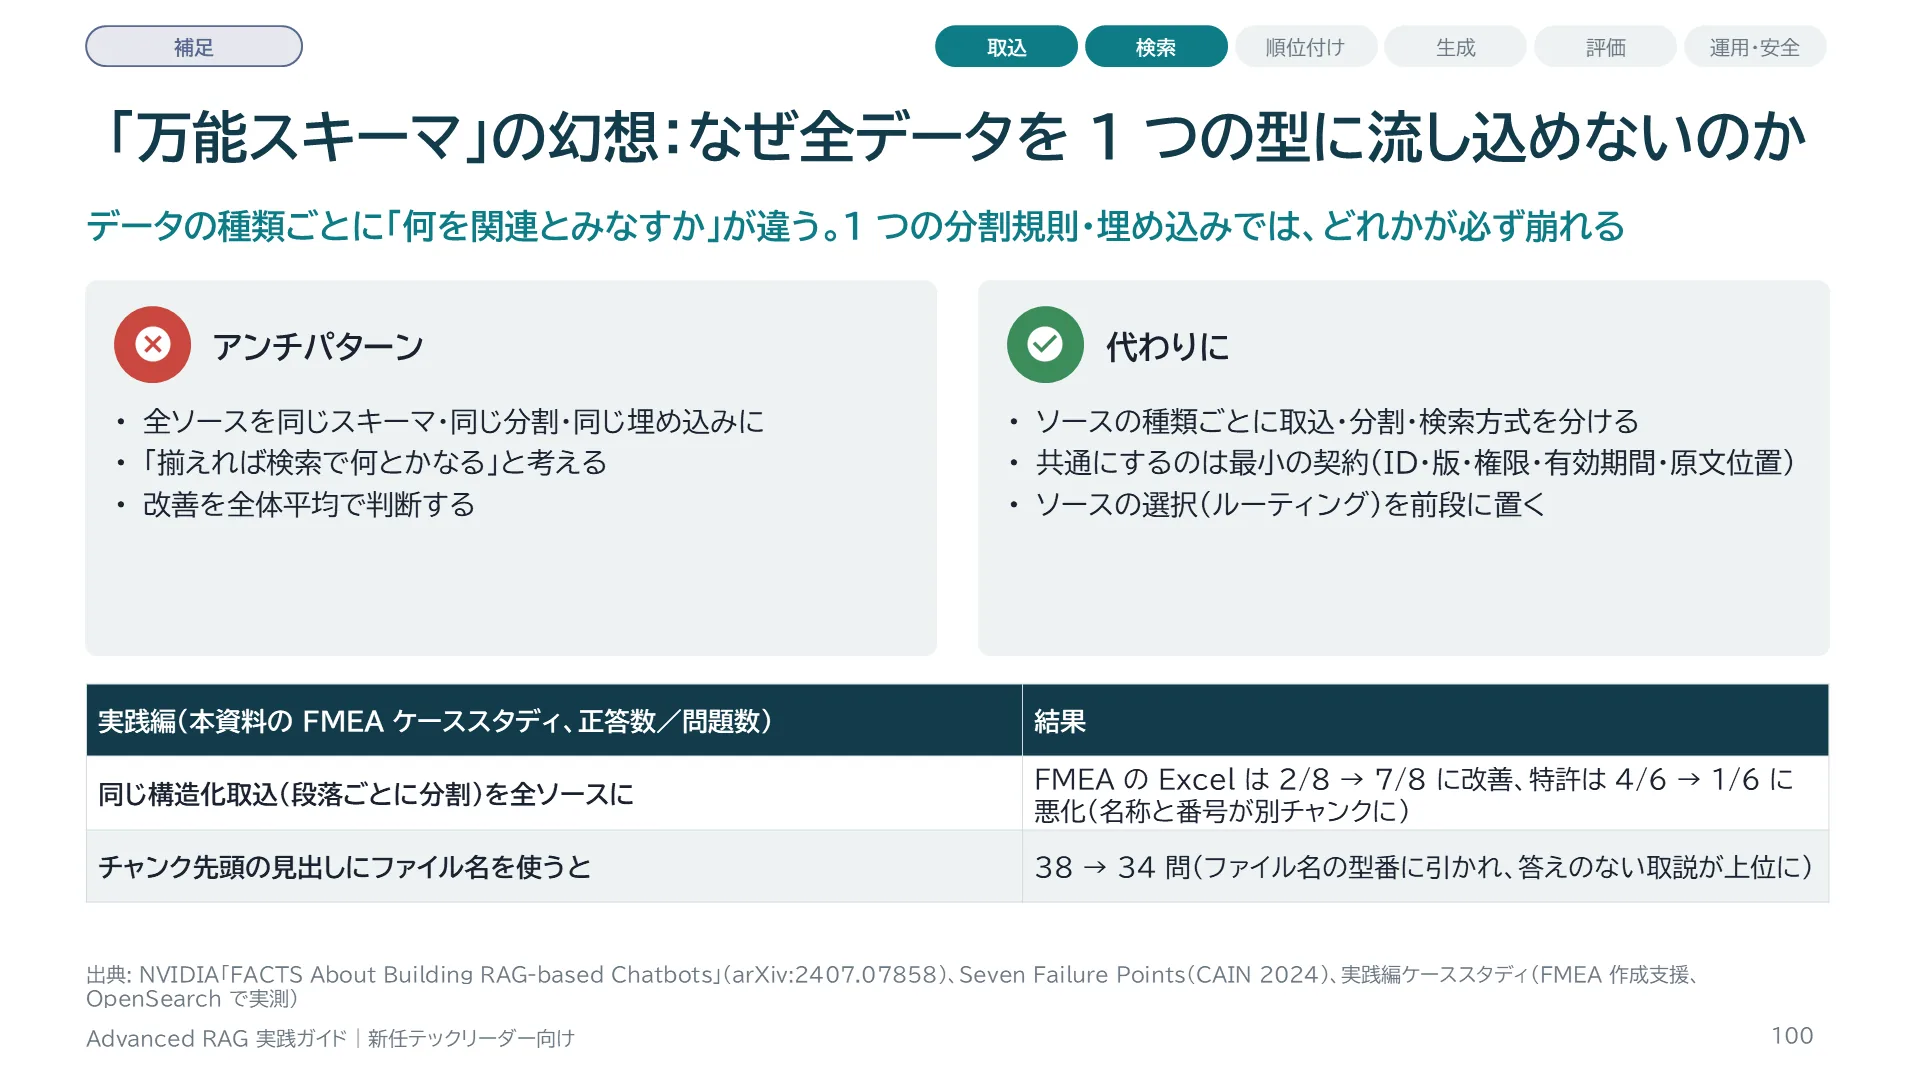 補足
取込
検索
順位付け
生成
評価
運用・安全
「万能スキーマ」の幻想：なぜ全データを 1 つの型に流し込めないのか
データの種類ごとに「何を関連とみなすか」が違う。1 つの分割規則・埋め込みでは、どれかが必ず崩れる
アンチパターン
• 全ソースを同じスキーマ・同じ分割・同じ埋め込みに
• 「揃えれば検索で何とかなる」と考える
• 改善を全体平均で判断する
代わりに
• ソースの種類ごとに取込・分割・検索方式を分ける
• 共通にするのは最小の契約（ID・版・権限・有効期間・原文位置）
• ソースの選択（ルーティング）を前段に置く
実践編（本資料の FMEA ケーススタディ、正答数／問題数）
結果
同じ構造化取込（段落ごとに分割）を全ソースに
FMEA の Excel は 2/8 → 7/8 に改善、特許は 4/6 → 1/6 に
悪化（名称と番号が別チャンクに）
チャンク先頭の見出しにファイル名を使うと
38 → 34 問（ファイル名の型番に引かれ、答えのない取説が上位に）
出典: NVIDIA「FACTS About Building RAG-based Chatbots」（arXiv:2407.07858）、Seven Failure Points（CAIN 2024）、実践編ケーススタディ（FMEA 作成支援、
OpenSearch で実測）
Advanced RAG 実践ガイド｜新任テックリーダー向け
100